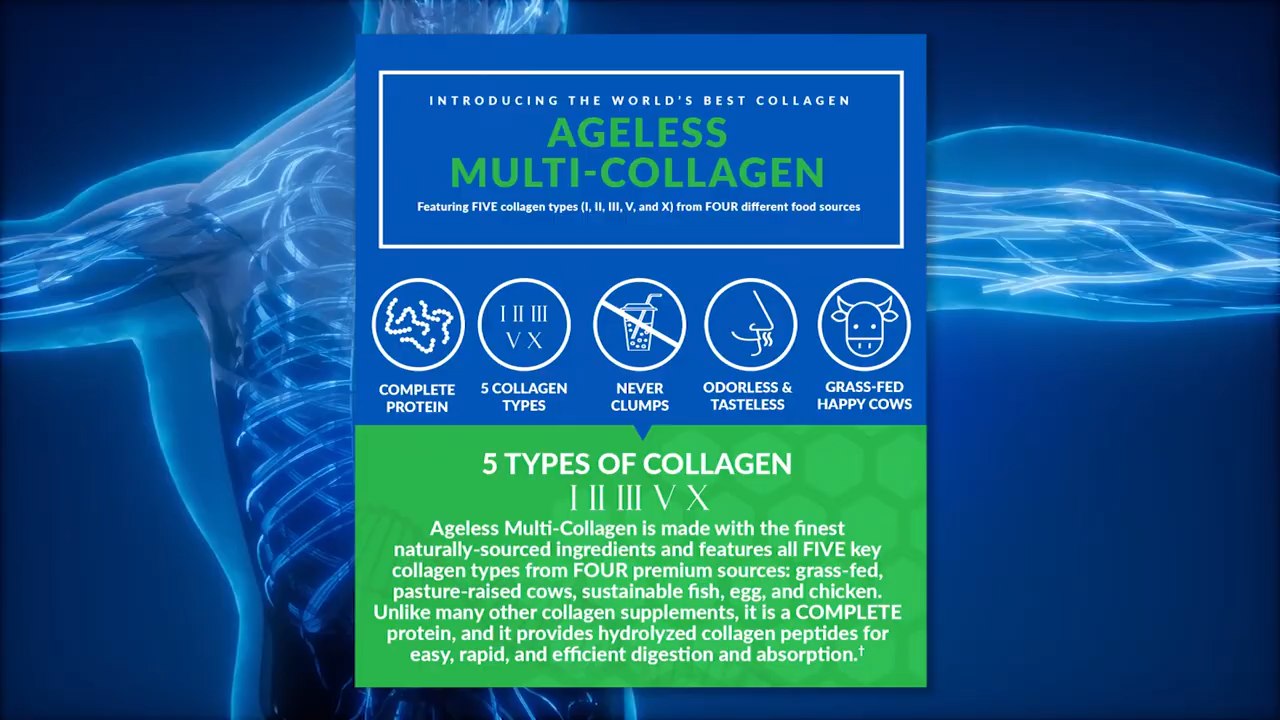 INTRODUCING THE WORLD'S BEST COLLAGEN
AGELESS
MULTI-COLLAGEN
Featuring FIVE collagen types (I, II, III, V, and X) from FOUR different food sources
I II III
V X
COMPLETE
PROTEIN
5 COLLAGEN
TYPES
NEVER
CLUMPS
ODORLESS &
TASTELESS
GRASS-FED
HAPPY COWS
5 TYPES OF COLLAGEN
I II III V X
Ageless Multi-Collagen is made with the finest
naturally-sourced ingredients and features all FIVE key
collagen types from FOUR premium sources: grass-fed,
pasture-raised cows, sustainable fish, egg, and chicken.
Unlike many other collagen supplements, it is a COMPLETE
protein, and it provides hydrolyzed collagen peptides for
easy, rapid, and efficient digestion and absorption.†